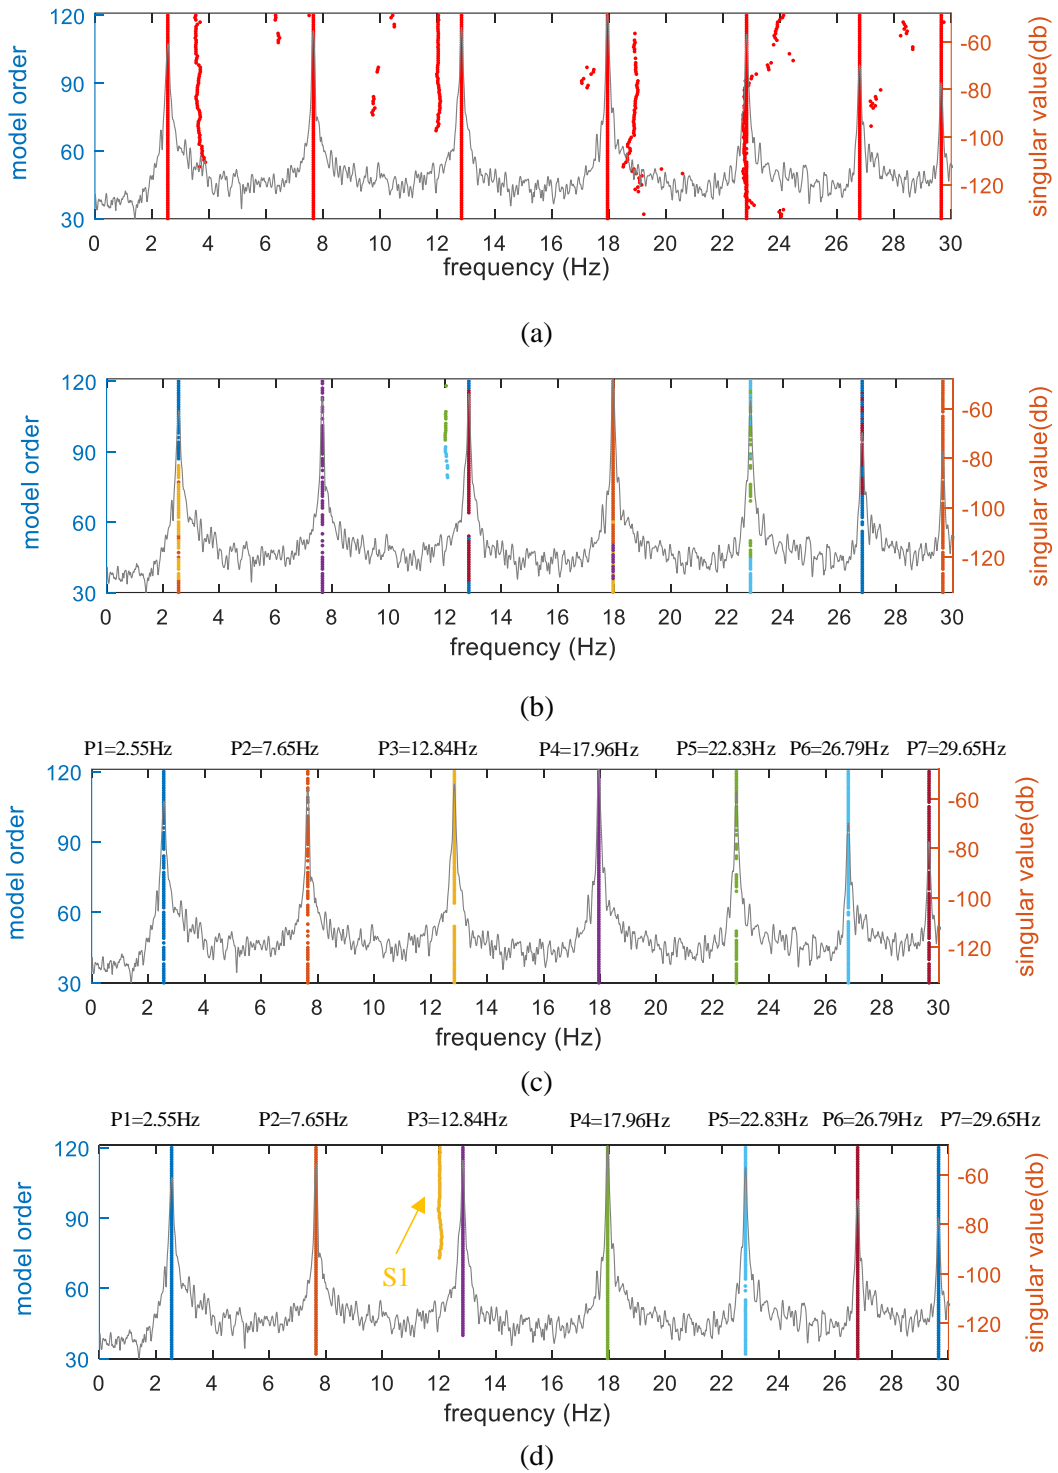 120
90
60
30
model order
-60
-80
-100
-120
singular value(db)
0 2 4 6 8 10 12 14 16 18 20 22 24 26 28 30
frequency (Hz)
(a)
120
90
60
30
model order
-60
-80
-100
-120
singular value(db)
0 2 4 6 8 10 12 14 16 18 20 22 24 26 28 30
frequency (Hz)
(b)
P1=2.55Hz P2=7.65Hz P3=12.84Hz P4=17.96Hz P5=22.83Hz P6=26.79Hz P7=29.65Hz
120
90
60
30
model order
-60
-80
-100
-120
singular value(db)
0 2 4 6 8 10 12 14 16 18 20 22 24 26 28 30
frequency (Hz)
(c)
P1=2.55Hz P2=7.65Hz P3=12.84Hz P4=17.96Hz P5=22.83Hz P6=26.79Hz P7=29.65Hz
120
90
60
30
model order
S1
-60
-80
-100
-120
singular value(db)
0 2 4 6 8 10 12 14 16 18 20 22 24 26 28 30
frequency (Hz)
(d)